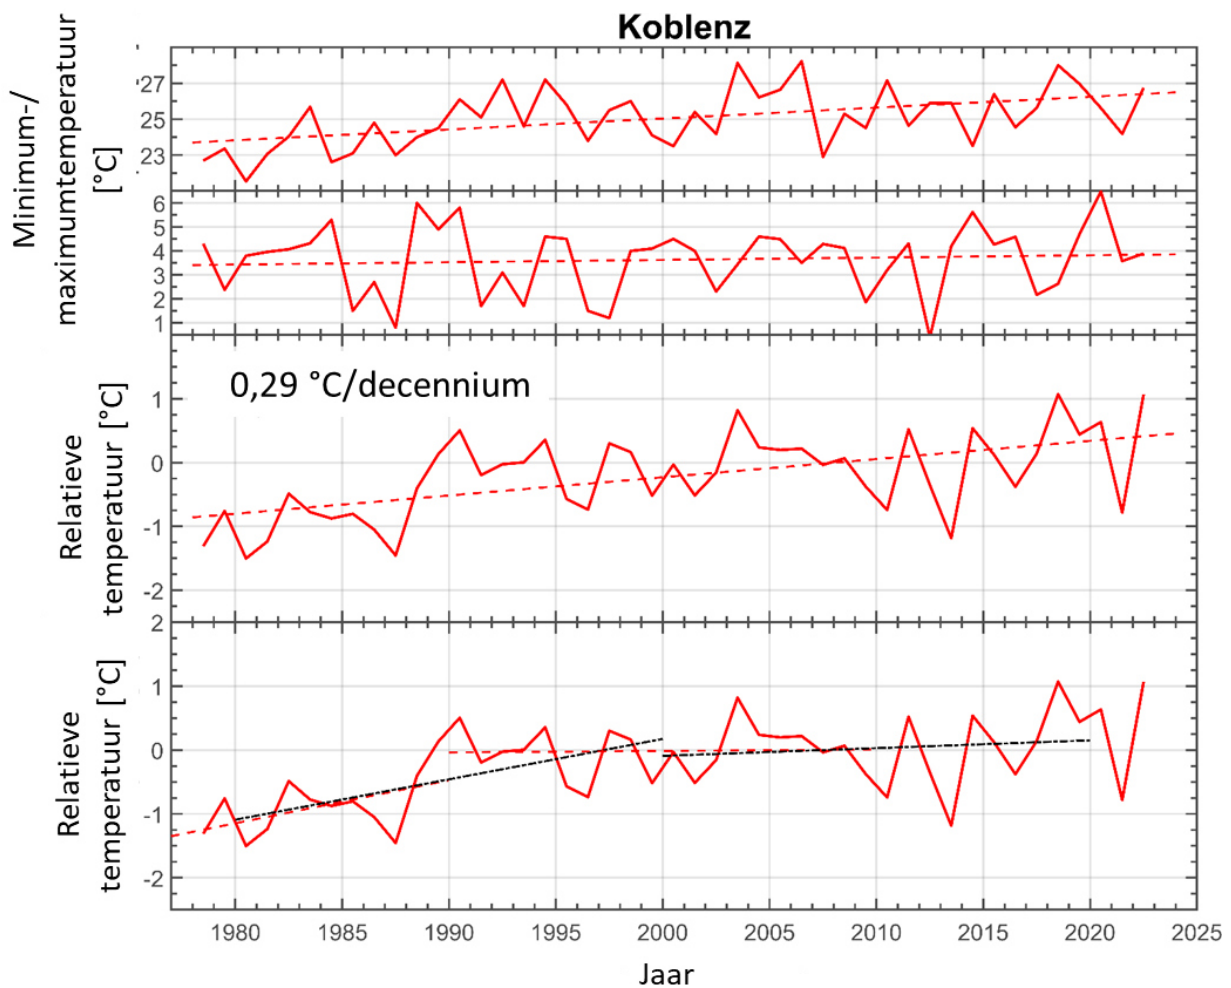 Koblenz
Minimum-/
maximumtemperatuur
[°C]
27
25
23
6
5
4
3
2
1
Relatieve
temperatuur [°C]
0,29 °C/decennium
1
0
-1
-2
Relatieve
temperatuur [°C]
2
1
0
-1
-2
1980 1985 1990 1995 2000 2005 2010 2015 2020 2025
Jaar